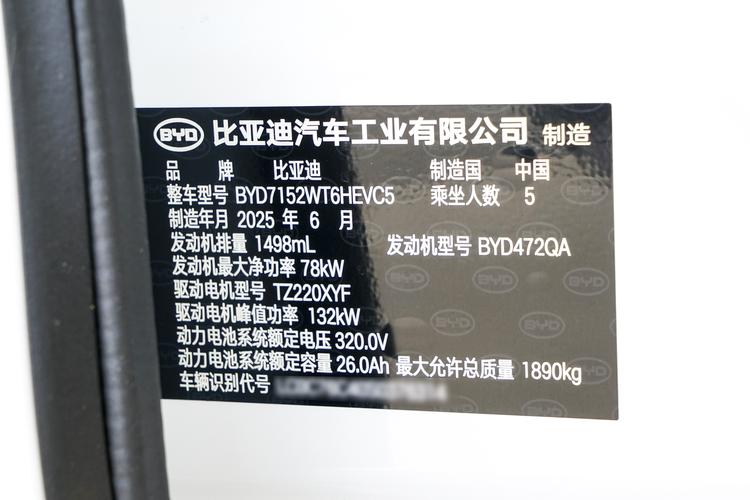 BYD 比亚迪汽车工业有限公司 制造
品 牌 比亚迪 制造国 中国
整车型号 BYD7152WT6HEVC5 乘坐人数 5
制造年月 2025 年 6 月
发动机排量 1498mL 发动机型号 BYD472QA
发动机最大净功率 78kW
驱动电机型号 TZ220XYF
驱动电机峰值功率 132kW
动力电池系统额定电压 320.0V
动力电池系统额定容量 26.0Ah 最大允许总质量 1890kg
车辆识别代号